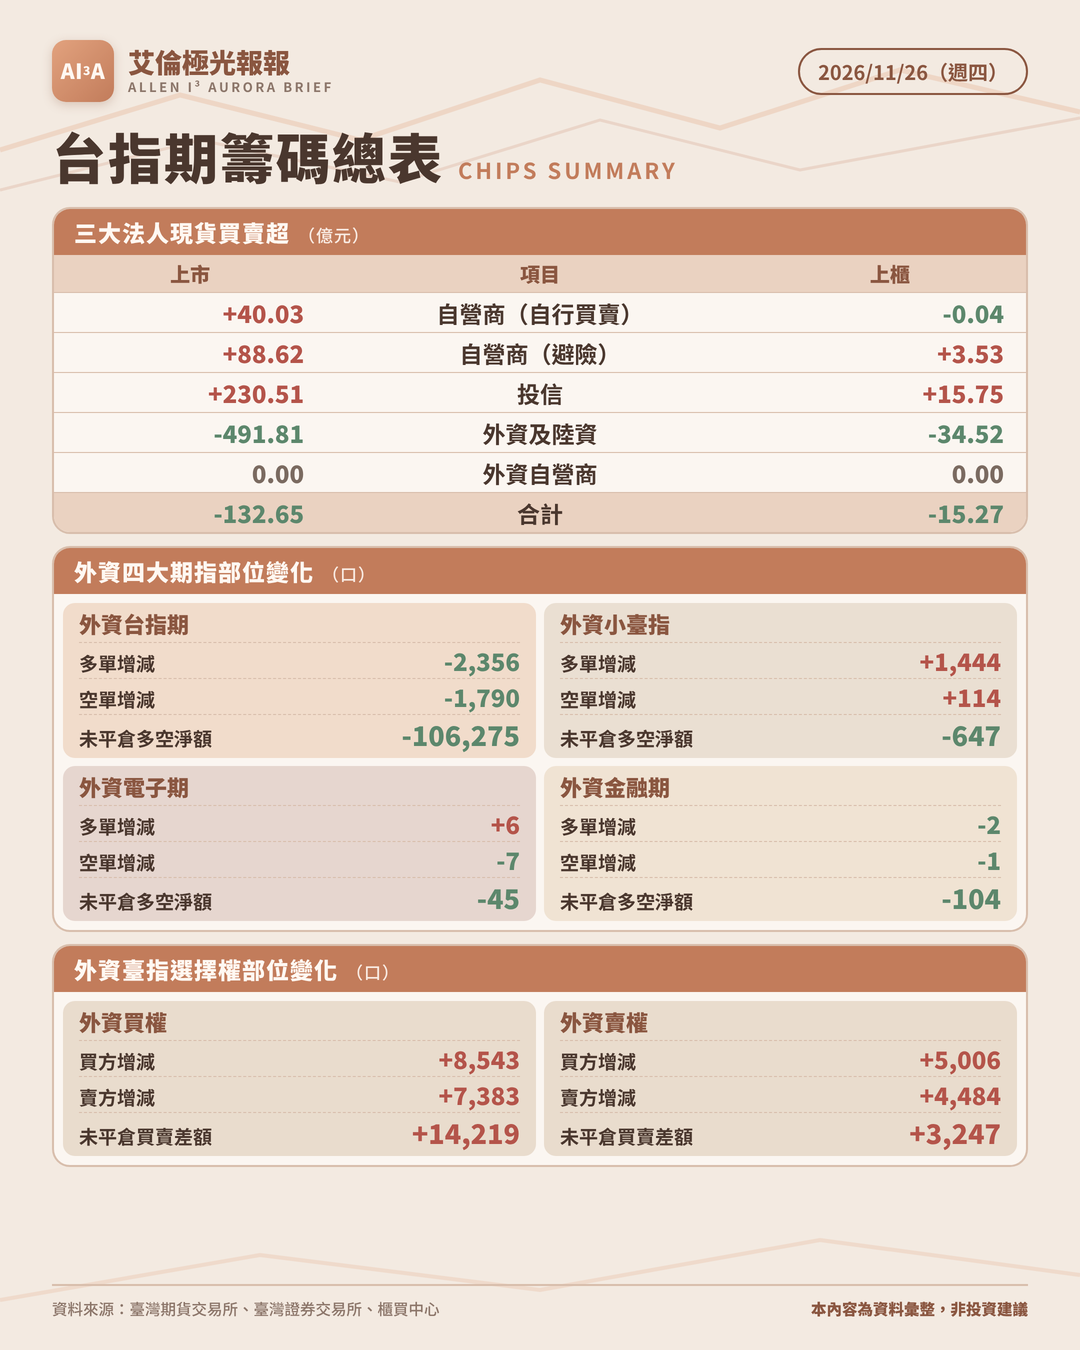 AI³A
艾倫極光報報
ALLEN I³ AURORA BRIEF
2026/11/26（週四）
台指期籌碼總表 CHIPS SUMMARY
三大法人現貨買賣超 （億元）
上市 項目 上櫃
+40.03 自營商（自行買賣） -0.04
+88.62 自營商（避險） +3.53
+230.51 投信 +15.75
-491.81 外資及陸資 -34.52
0.00 外資自營商 0.00
-132.65 合計 -15.27
外資四大期指部位變化 （口）
外資台指期
多單增減 -2,356
空單增減 -1,790
未平倉多空淨額 -106,275
外資小臺指
多單增減 +1,444
空單增減 +114
未平倉多空淨額 -647
外資電子期
多單增減 +6
空單增減 -7
未平倉多空淨額 -45
外資金融期
多單增減 -2
空單增減 -1
未平倉多空淨額 -104
外資臺指選擇權部位變化 （口）
外資買權
買方增減 +8,543
賣方增減 +7,383
未平倉買賣差額 +14,219
外資賣權
買方增減 +5,006
賣方增減 +4,484
未平倉買賣差額 +3,247
資料來源：臺灣期貨交易所、臺灣證券交易所、櫃買中心
本內容為資料彙整，非投資建議